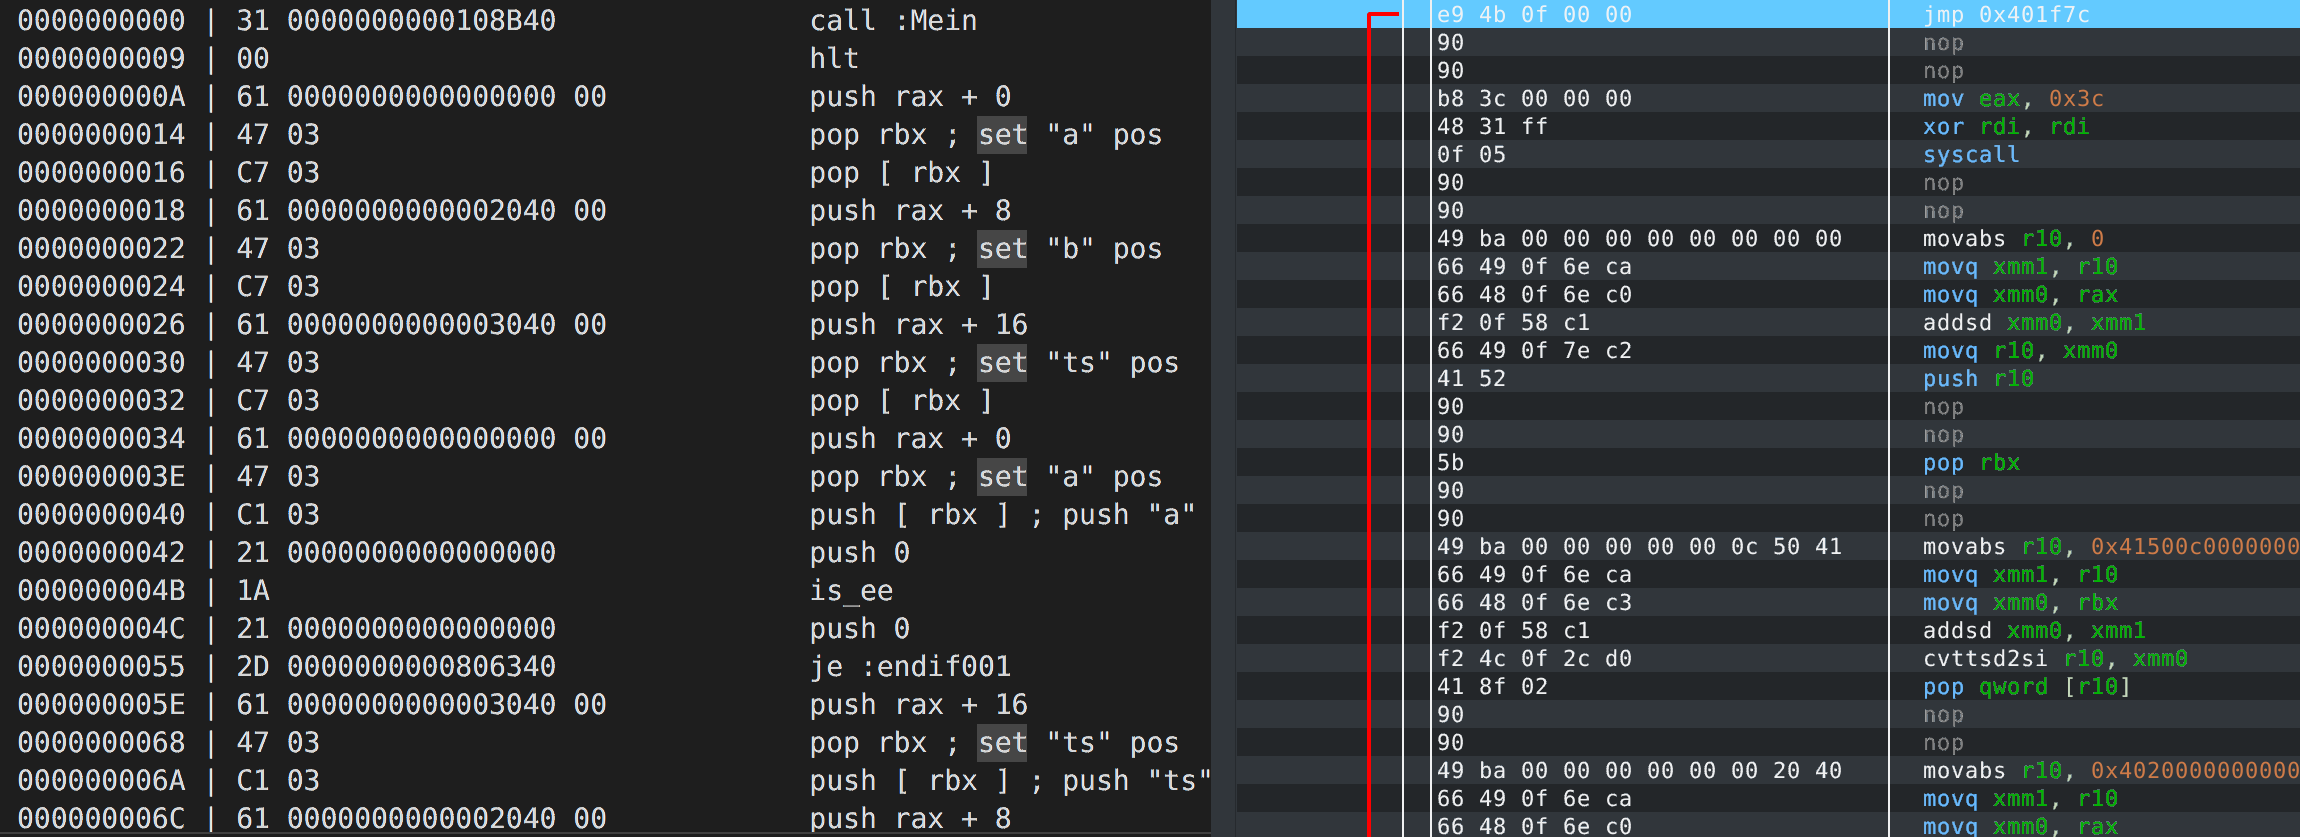 0000000000 | 31 0000000000108B40 call :Mein
0000000009 | 00 hlt
000000000A | 61 0000000000000000 00 push rax + 0
0000000014 | 47 03 pop rbx ; set "a" pos
0000000016 | C7 03 pop [ rbx ]
0000000018 | 61 0000000000002040 00 push rax + 8
0000000022 | 47 03 pop rbx ; set "b" pos
0000000024 | C7 03 pop [ rbx ]
0000000026 | 61 0000000000003040 00 push rax + 16
0000000030 | 47 03 pop rbx ; set "ts" pos
0000000032 | C7 03 pop [ rbx ]
0000000034 | 61 0000000000000000 00 push rax + 0
000000003E | 47 03 pop rbx ; set "a" pos
0000000040 | C1 03 push [ rbx ] ; push "a"
0000000042 | 21 0000000000000000 push 0
000000004B | 1A is_ee
000000004C | 21 0000000000000000 push 0
0000000055 | 2D 0000000000806340 je :endif001
000000005E | 61 0000000000003040 00 push rax + 16
0000000068 | 47 03 pop rbx ; set "ts" pos
000000006A | C1 03 push [ rbx ] ; push "ts"
000000006C | 61 0000000000002040 00 push rax + 8
e9 4b 0f 00 00 jmp 0x401f7c
90 nop
90 nop
b8 3c 00 00 00 mov eax, 0x3c
48 31 ff xor rdi, rdi
0f 05 syscall
90 nop
90 nop
49 ba 00 00 00 00 00 00 00 00 movabs r10, 0
66 49 0f 6e ca movq xmm1, r10
66 48 0f 6e c0 movq xmm0, rax
f2 0f 58 c1 addsd xmm0, xmm1
66 49 0f 7e c2 movq r10, xmm0
41 52 push r10
90 nop
90 nop
5b pop rbx
90 nop
90 nop
49 ba 00 00 00 00 00 0c 50 41 movabs r10, 0x41500c0000000
66 49 0f 6e ca movq xmm1, r10
66 48 0f 6e c3 movq xmm0, rbx
f2 0f 58 c1 addsd xmm0, xmm1
f2 4c 0f 2c d0 cvttsd2si r10, xmm0
41 8f 02 pop qword [r10]
90 nop
90 nop
49 ba 00 00 00 00 00 00 20 40 movabs r10, 0x4020000000000
66 49 0f 6e ca movq xmm1, r10
66 48 0f 6e c0 movq xmm0, rax